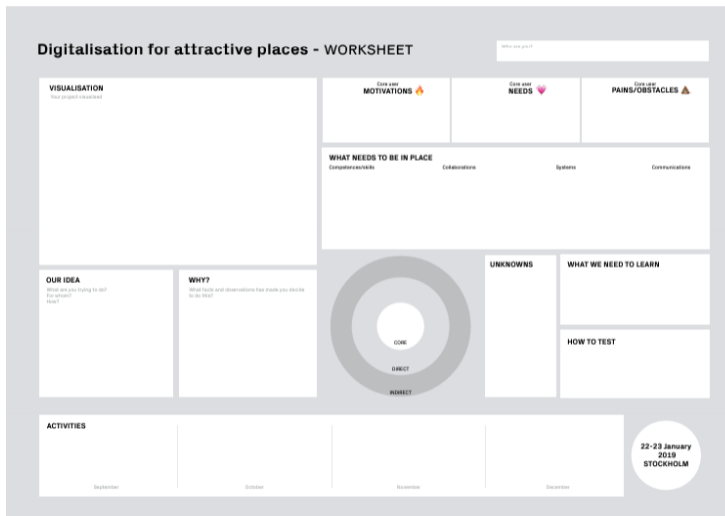 Digitalisation for attractive places - WORKSHEET
Who are you?
VISUALISATION
Your project visualised
Core user
MOTIVATIONS 🔥
Core user
NEEDS 💗
Core user
PAINS/OBSTACLES 💩
WHAT NEEDS TO BE IN PLACE
Competences/skills
Collaborations
Systems
Communications
OUR IDEA
What are you trying to do?
For whom?
How?
WHY?
What facts and observations has made you decide
to do this?
CORE
DIRECT
INDIRECT
UNKNOWNS
WHAT WE NEED TO LEARN
HOW TO TEST
ACTIVITIES
September
October
November
December
22-23 January
2019
STOCKHOLM